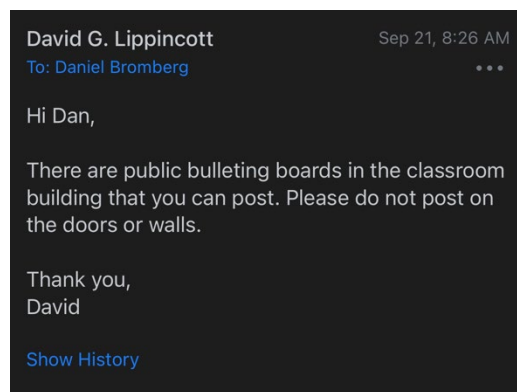 David G. Lippincott
Sep 21, 8:26 AM
To: Daniel Bromberg
Hi Dan,
There are public bulleting boards in the classroom
building that you can post. Please do not post on
the doors or walls.
Thank you,
David
Show History